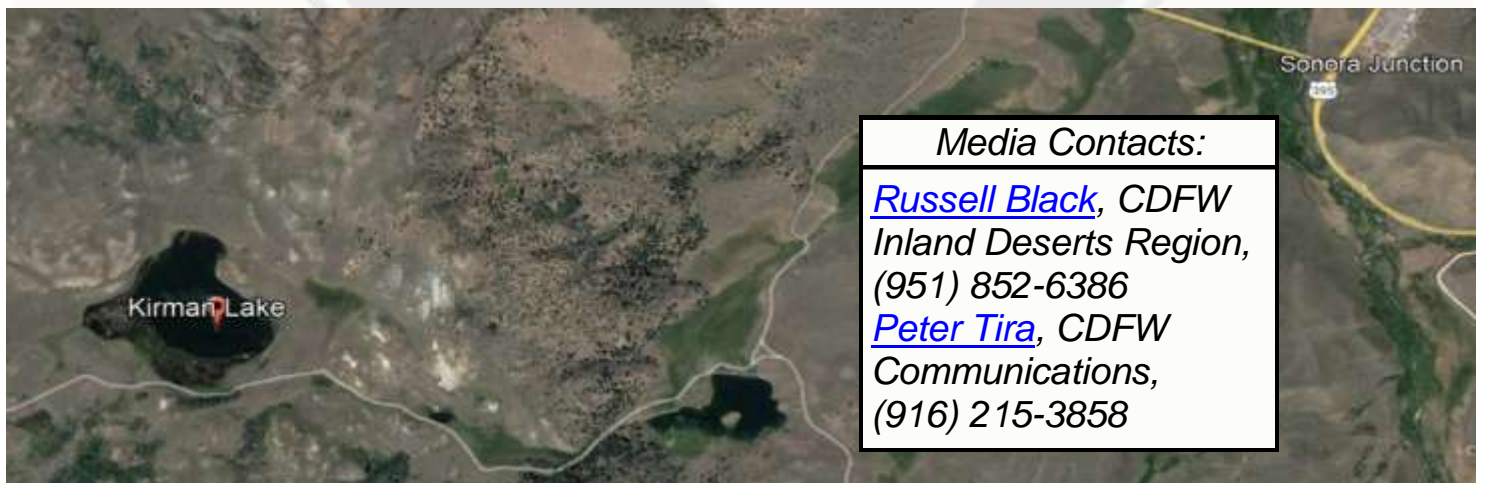 Sonora Junction
395
Media Contacts:
Russell Black, CDFW
Inland Deserts Region,
(951) 852-6386
Kirman Lake
Peter Tira, CDFW
Communications,
(916) 215-3858